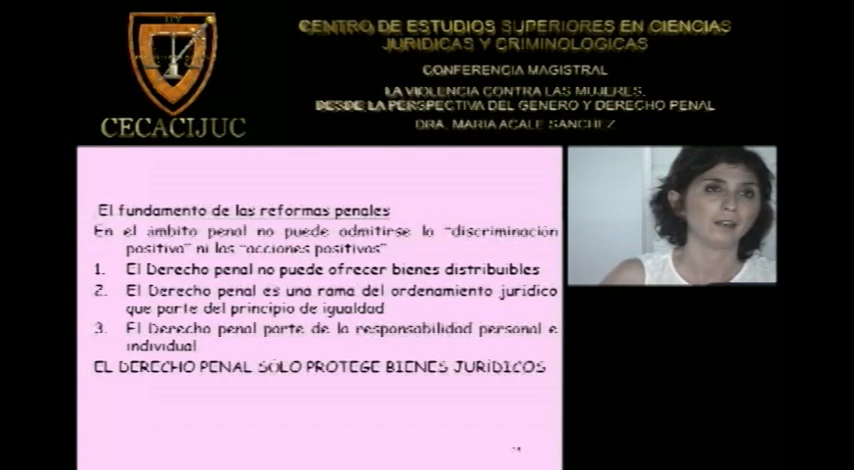 CENTRO DE ESTUDIOS SUPERIORES EN CIENCIAS
JURIDICAS Y CRIMINOLOGICAS
CONFERENCIA MAGISTRAL
LA VIOLENCIA CONTRA LAS MUJERES.
DESDE LA PERSPECTIVA DEL GENERO Y DERECHO PENAL
DRA. MARIA ACALE SANCHEZ
CECACIJUC
El fundamento de las reformas penales
En el ámbito penal no puede admitirse la "discriminación
positiva" ni las "acciones positivas"
1. El Derecho penal no puede ofrecer bienes distribuibles
2. El Derecho penal es una rama del ordenamiento jurídico
que parte del principio de igualdad
3. El Derecho penal parte de la responsabilidad personal e
individual
EL DERECHO PENAL SÓLO PROTEGE BIENES JURÍDICOS